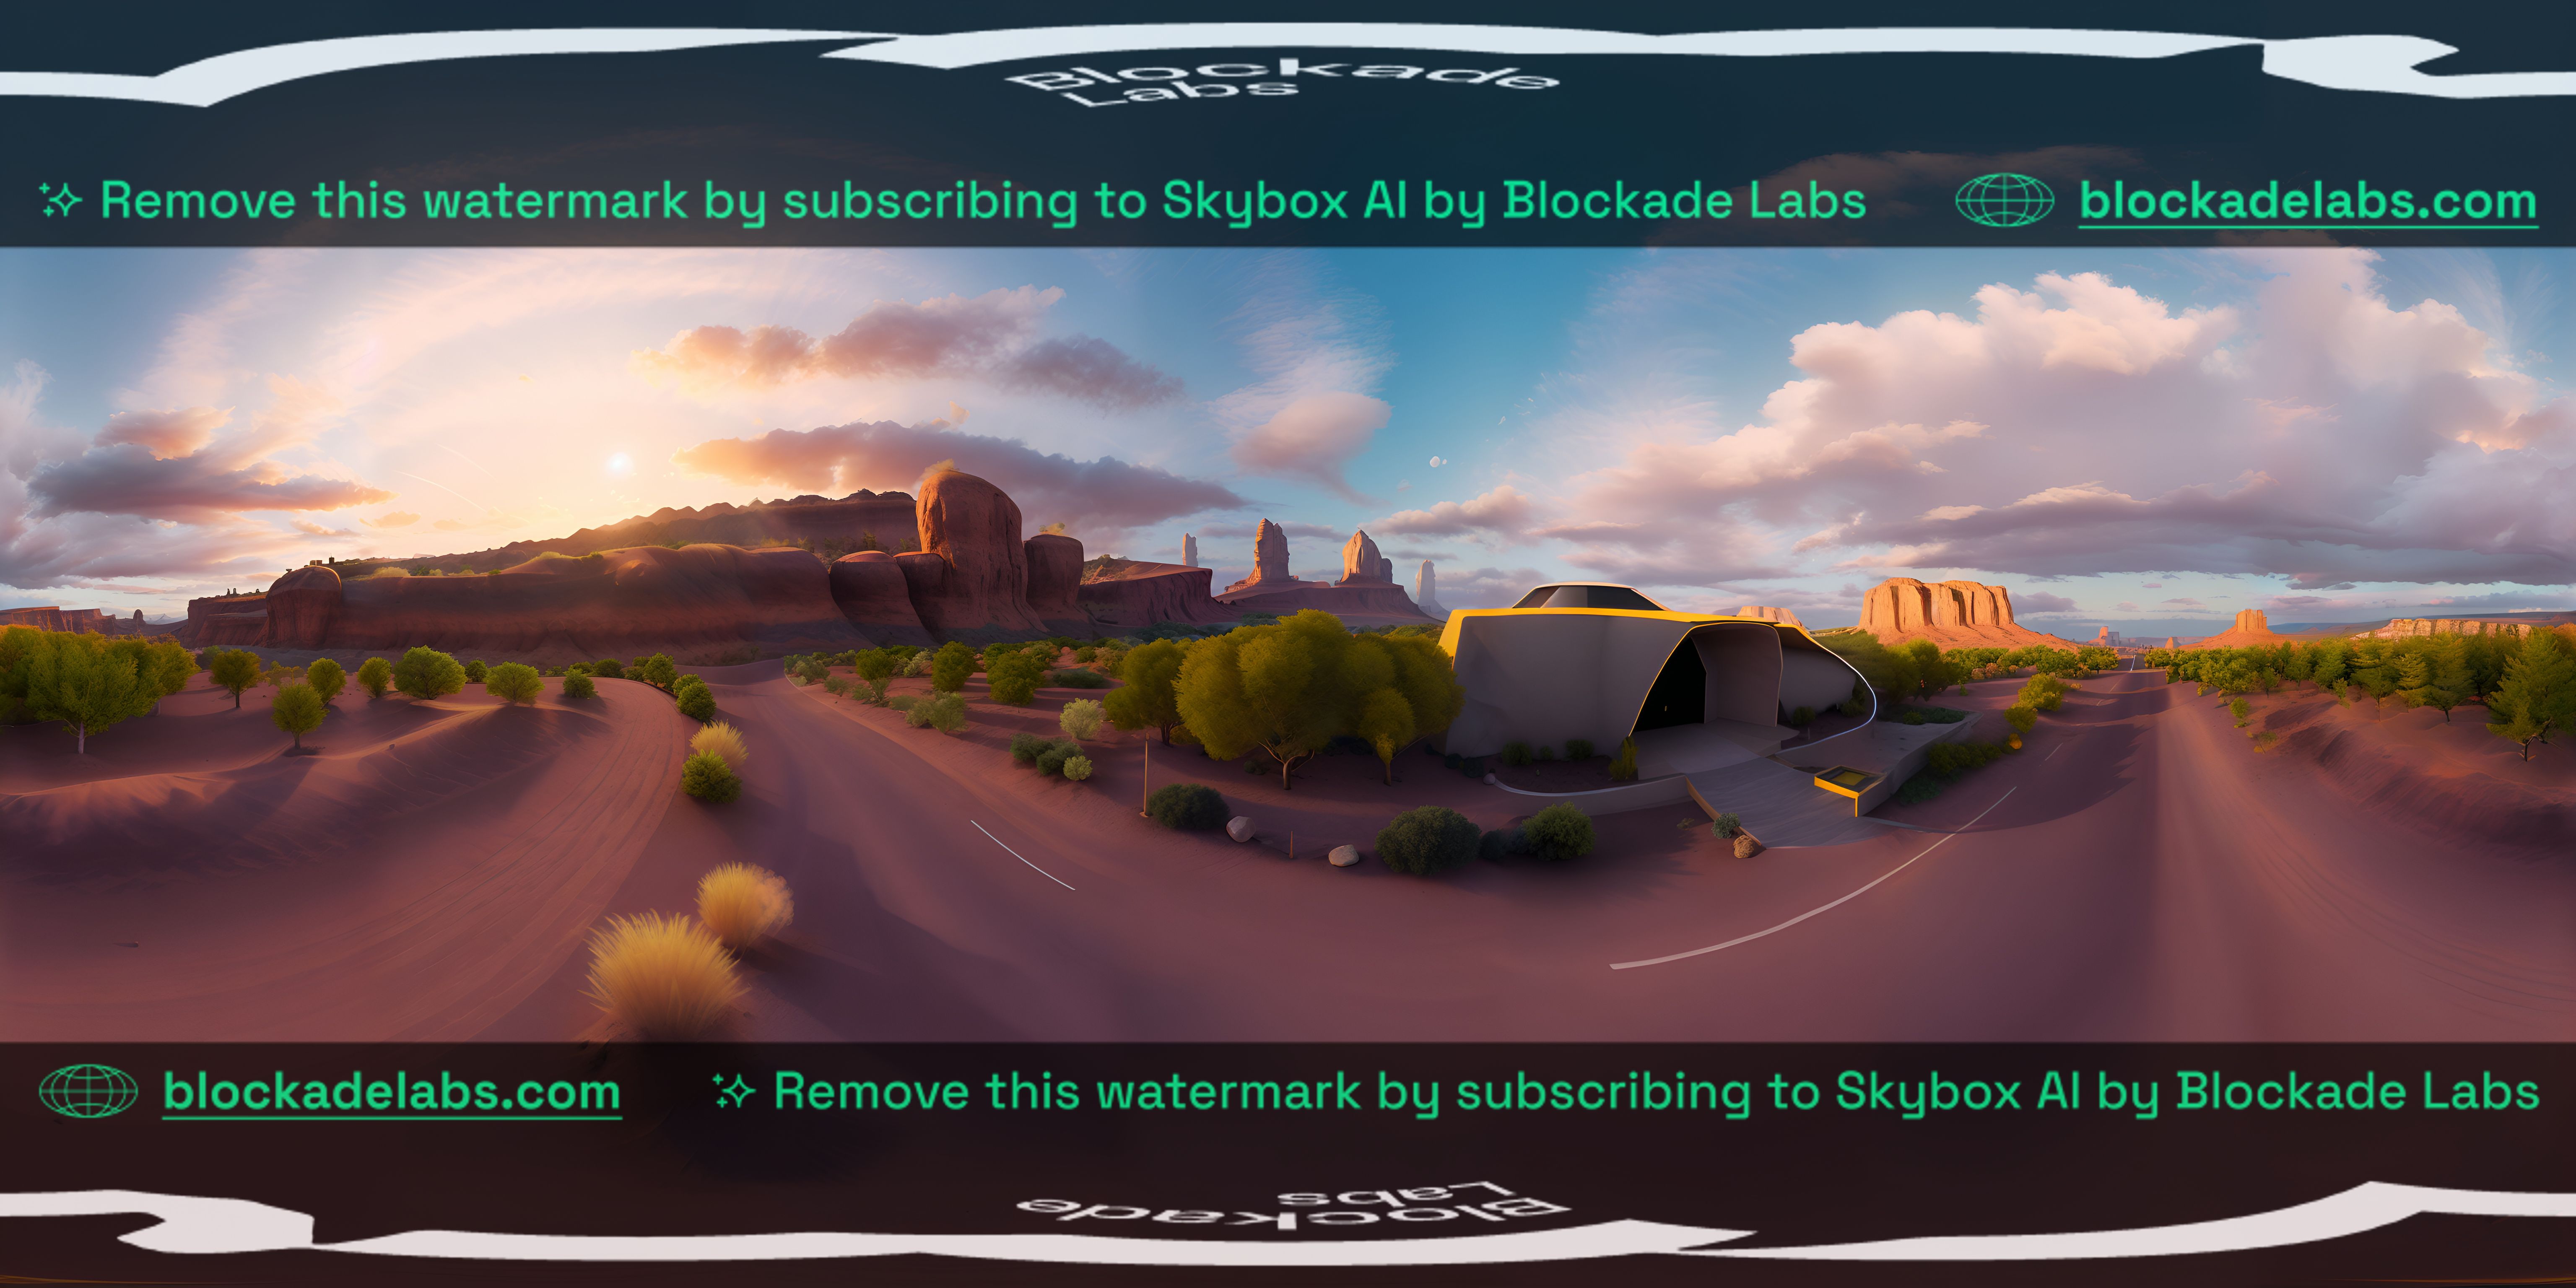 Blockade
Labs
Remove this watermark by subscribing to Skybox AI by Blockade Labs
blockadelabs.com
blockadelabs.com
Remove this watermark by subscribing to Skybox AI by Blockade Labs
Labs
Blockade